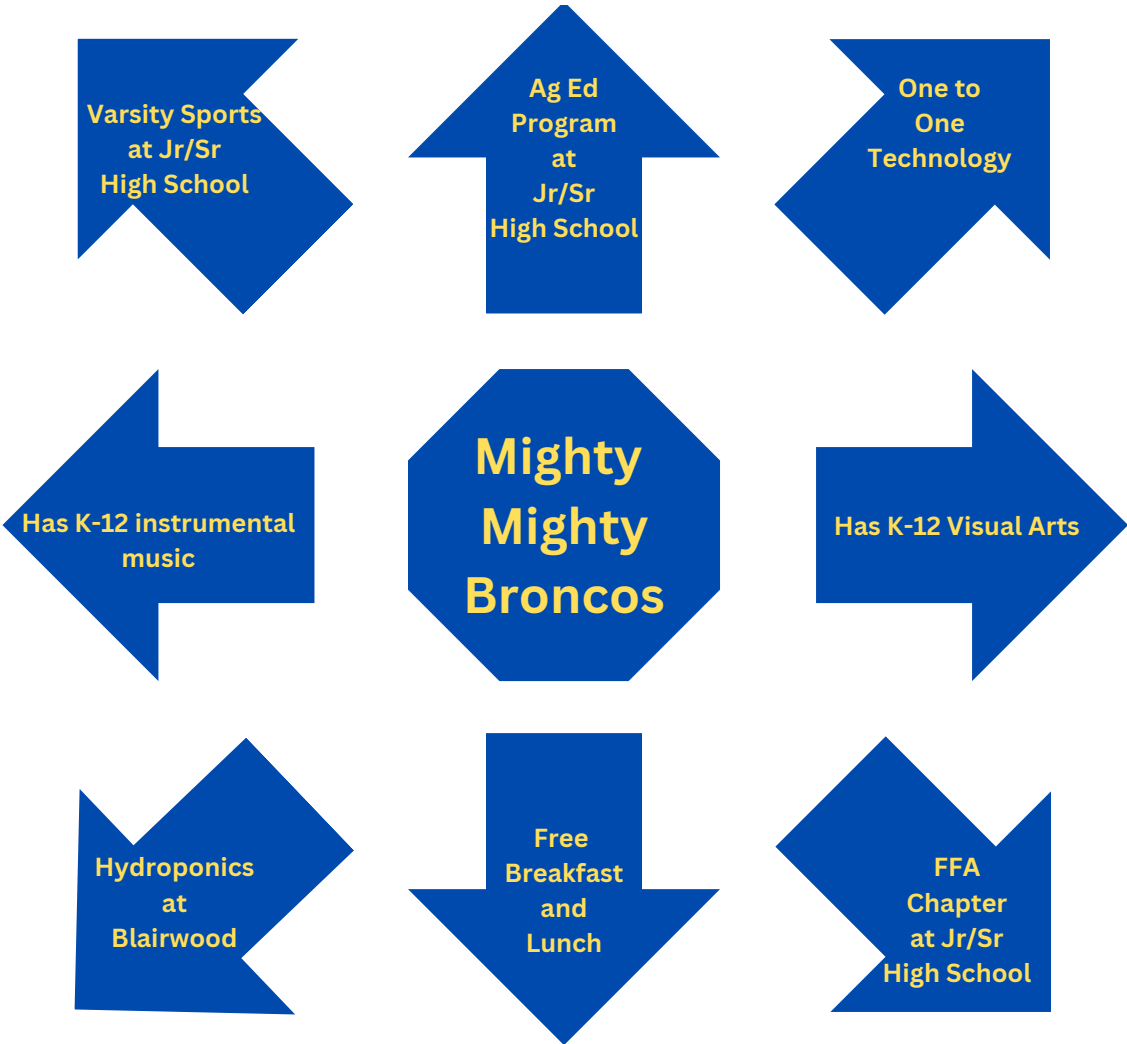 Varsity Sports
at Jr/Sr
High School
Ag Ed
Program
at
Jr/Sr
High School
One to
One
Technology
Has K-12 instrumental
music
Mighty
Mighty
Broncos
Has K-12 Visual Arts
Hydroponics
at
Blairwood
Free
Breakfast
and
Lunch
FFA
Chapter
at Jr/Sr
High School